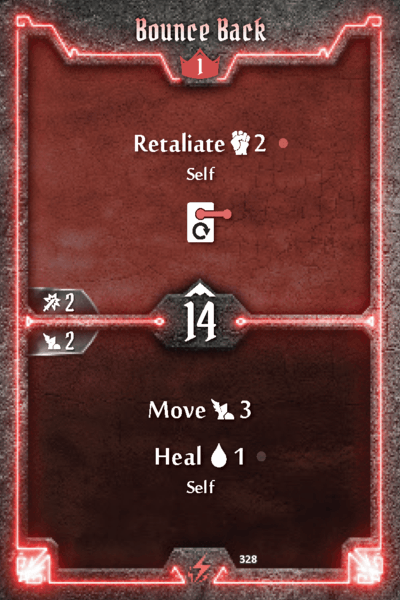 Bounce Back
1
Retaliate 2
Self
2
14
2
Move 3
Heal 1
Self
328